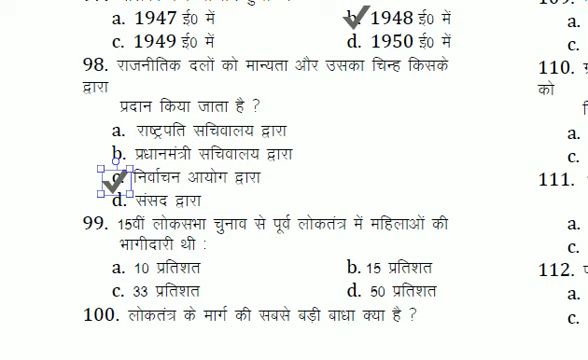 a. 1947 ई0 में b. 1948 ई0 में
c. 1949 ई0 में d. 1950 ई0 में
98. राजनीतिक दलों को मान्यता और उसका चिन्ह किसके
द्वारा
प्रदान किया जाता है ?
a. राष्ट्रपति सचिवालय द्वारा
b. प्रधानमंत्री सचिवालय द्वारा
c. निर्वाचन आयोग द्वारा
d. संसद द्वारा
99. 15वीं लोकसभा चुनाव से पूर्व लोकतंत्र में महिलाओं की
भागीदारी थी :
a. 10 प्रतिशत b. 15 प्रतिशत
c. 33 प्रतिशत d. 50 प्रतिशत
100. लोकतंत्र के मार्ग की सबसे बड़ी बाधा क्या है ?
110.
को
a.
c.
111.
a.
c.
112.
a.
c.